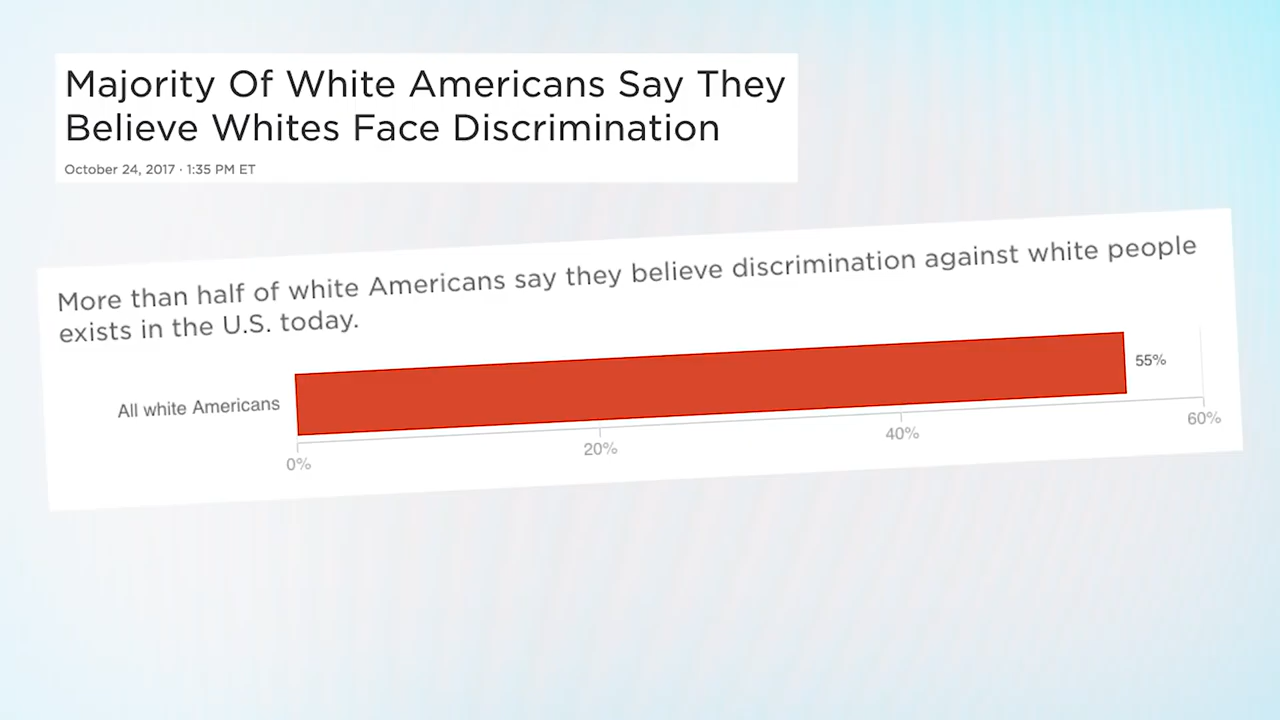 Majority Of White Americans Say They
Believe Whites Face Discrimination
October 24, 2017 · 1:35 PM ET
More than half of white Americans say they believe discrimination against white people
exists in the U.S. today.
All white Americans
55%
0%
20%
40%
60%